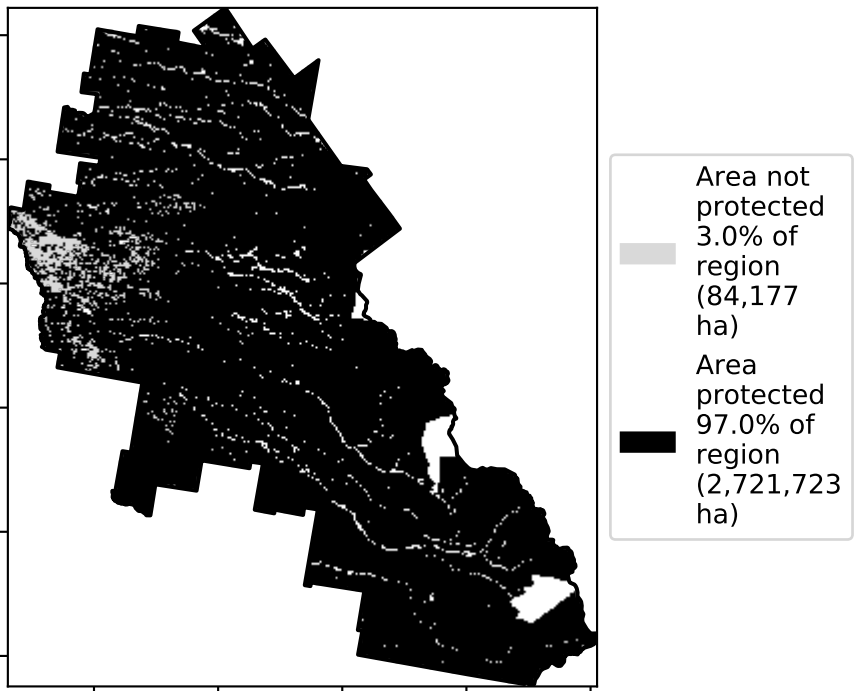 Area not
protected
3.0% of
region
(84,177
ha)
Area
protected
97.0% of
region
(2,721,723
ha)